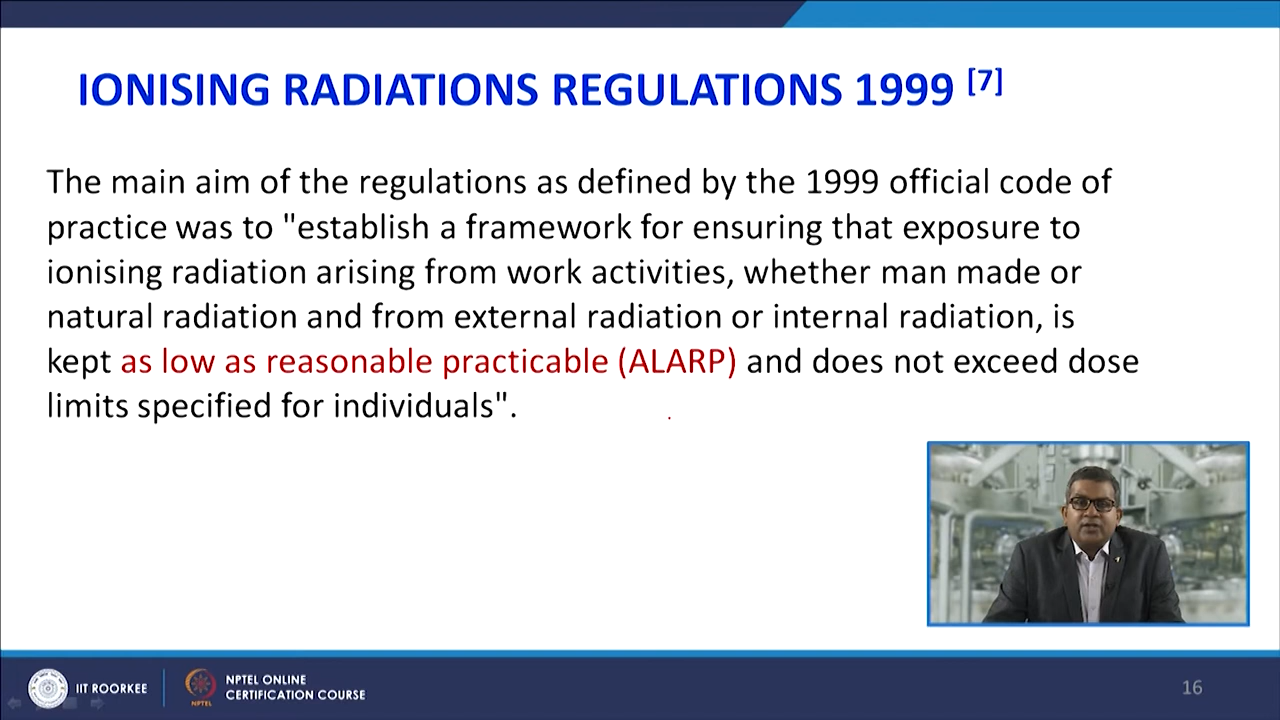 IONISING RADIATIONS REGULATIONS 1999 [7]
The main aim of the regulations as defined by the 1999 official code of
practice was to "establish a framework for ensuring that exposure to
ionising radiation arising from work activities, whether man made or
natural radiation and from external radiation or internal radiation, is
kept as low as reasonable practicable (ALARP) and does not exceed dose
limits specified for individuals".
IIT ROORKEE
NPTEL
NPTEL ONLINE
CERTIFICATION COURSE
16